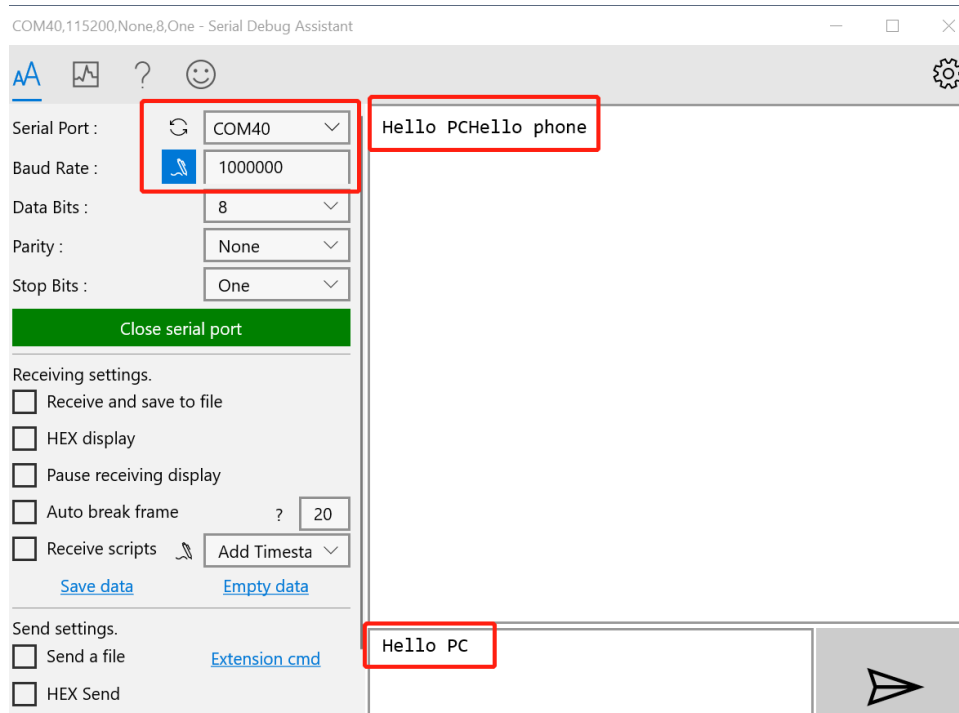 COM40,115200,None,8,One - Serial Debug Assistant
AA
?
Serial Port :
COM40
Baud Rate :
1000000
Data Bits :
8
Parity :
None
Stop Bits :
One
Close serial port
Receiving settings.
Receive and save to file
HEX display
Pause receiving display
Auto break frame
?
20
Receive scripts
Add Timesta
Save data
Empty data
Send settings.
Send a file
Extension cmd
HEX Send
Hello PCHello phone
Hello PC